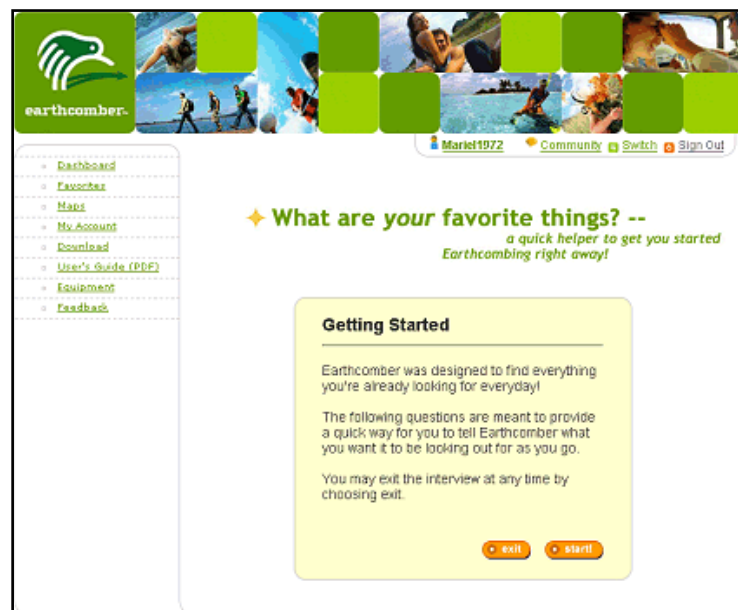 earthcomber™
Mariel1972 Community Switch Sign Out
Dashboard
Favorites
Maps
My Account
Download
User's Guide (PDF)
Equipment
Feedback
What are your favorite things? --
a quick helper to get you started
Earthcombing right away!
Getting Started
Earthcomber was designed to find everything
you're already looking for everyday!
The following questions are meant to provide
a quick way for you to tell Earthcomber what
you want it to be looking out for as you go.
You may exit the interview at any time by
choosing exit.
exit start!